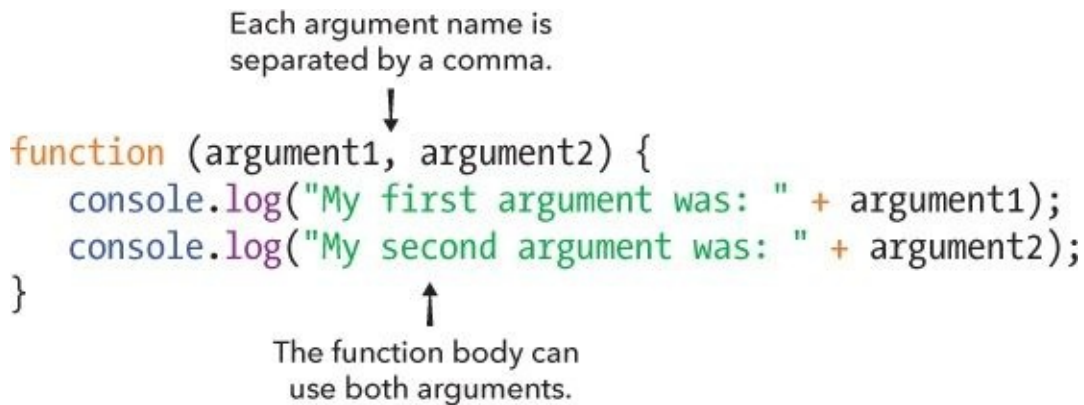 Each argument name is
separated by a comma.
function (argument1, argument2) {
console.log("My first argument was: " + argument1);
console.log("My second argument was: " + argument2);
}
The function body can
use both arguments.